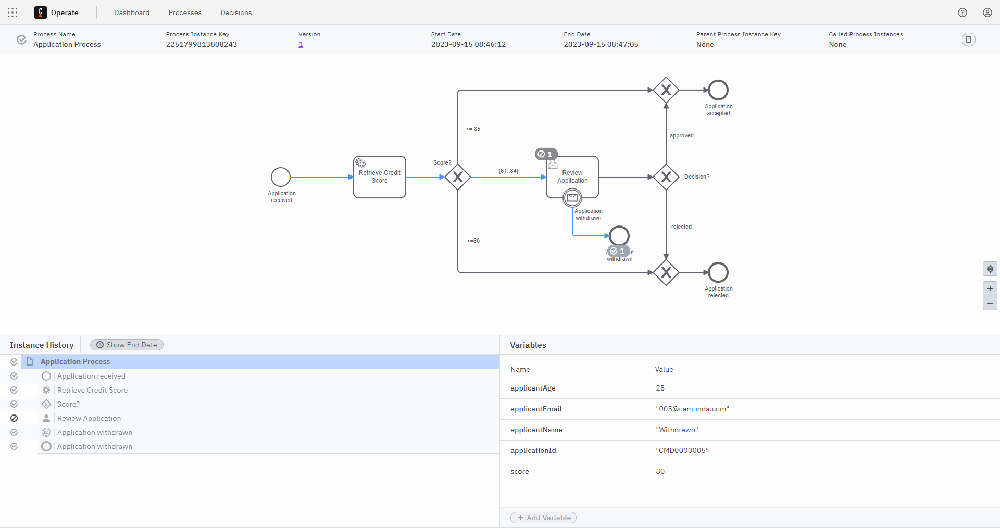 C Operate Dashboard Processes Decisions
Process Name Process Instance Key Version Start Date End Date Parent Process Instance Key Called Process Instances
Application Process 2251799813808243 1 2023-09-15 08:46:12 2023-09-15 08:47:05 None None
Application
accepted
>= 85
approved
1
Score?
[61..84]
Retrieve Credit
Score
Review
Application
Decision?
Application
received
Application
withdrawn
rejected
<=60
1
withdrawn
Application
rejected
Instance History Show End Date
Application Process
Application received
Retrieve Credit Score
Score?
Review Application
Application withdrawn
Application withdrawn
Variables
Name Value
applicantAge 25
applicantEmail "005@camunda.com"
applicantName "Withdrawn"
applicationId "CMD0000005"
score 80
+ Add Variable